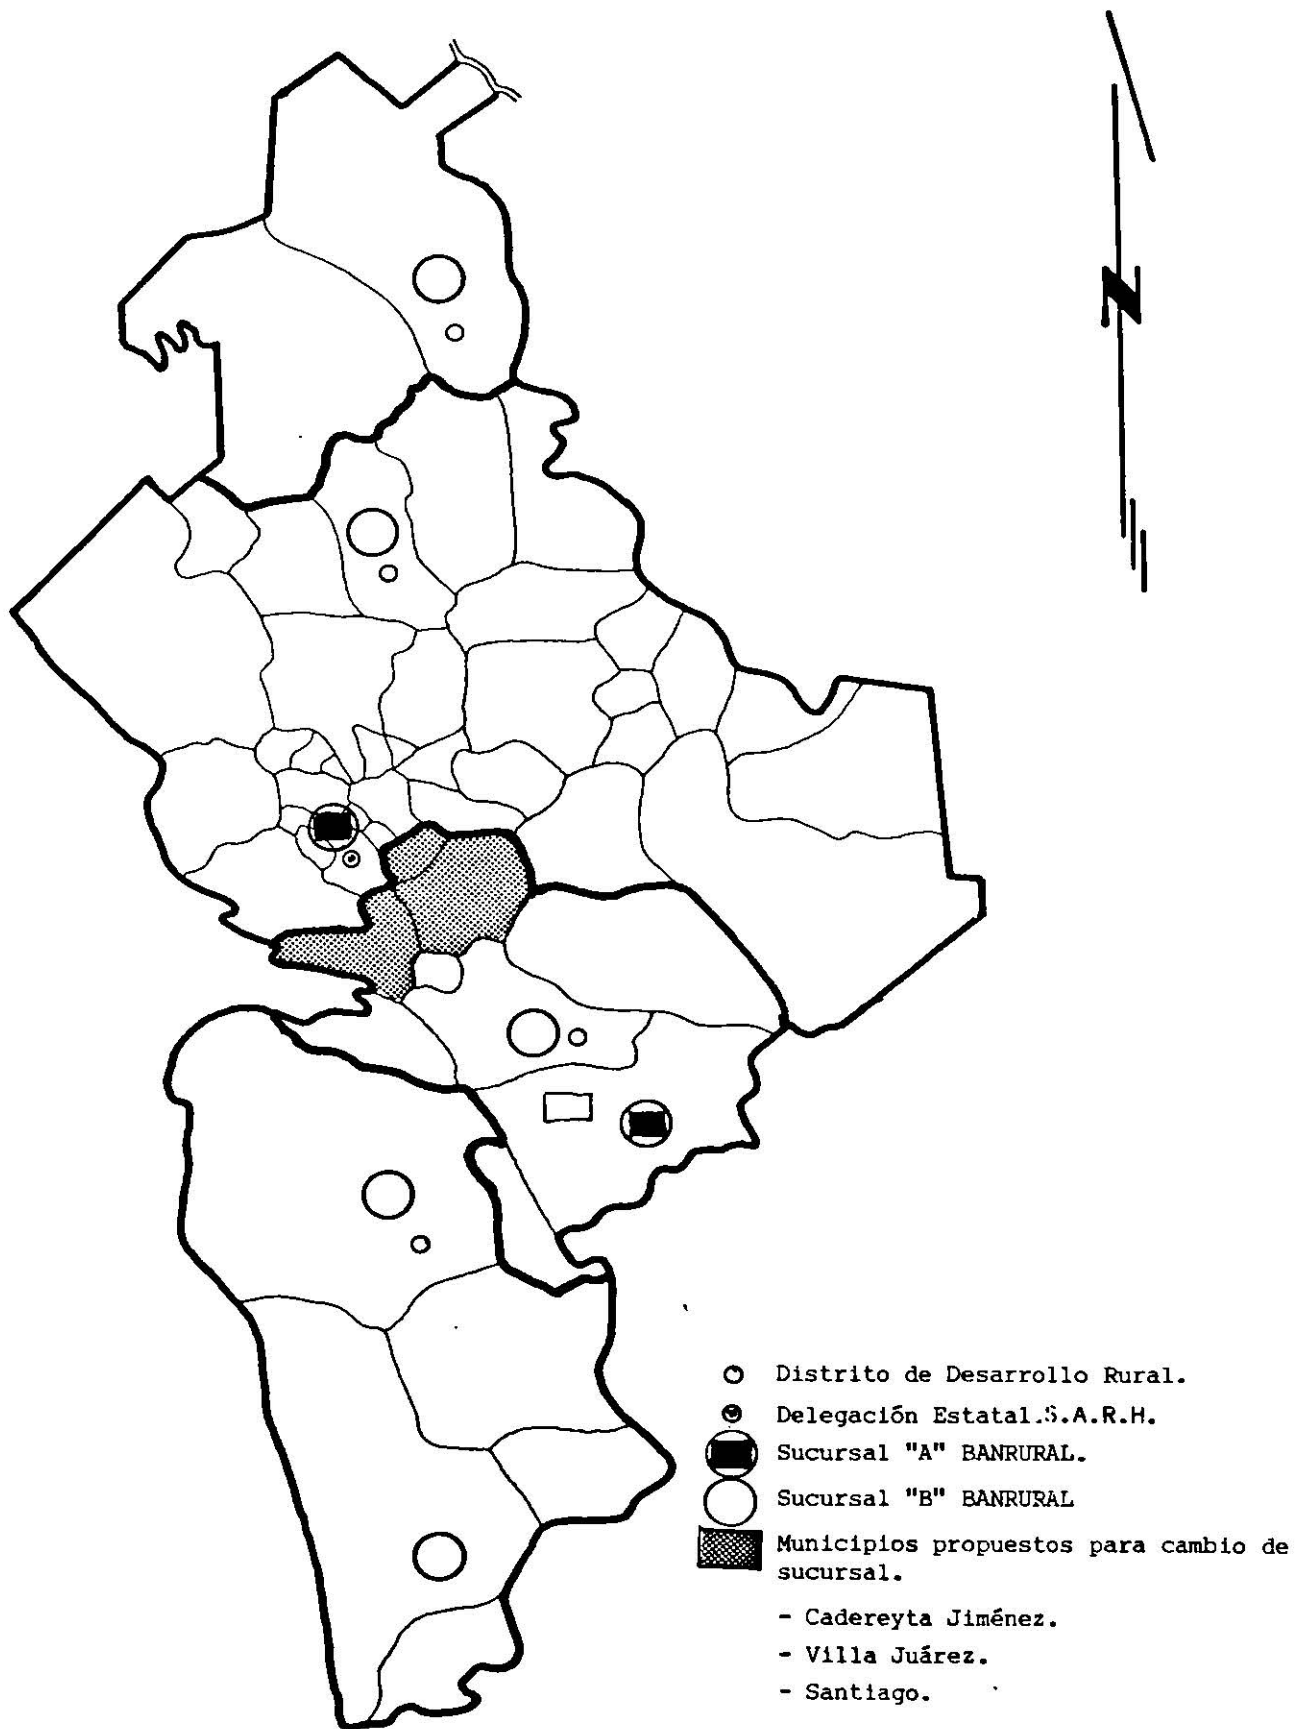 N
Distrito de Desarrollo Rural.
Delegación Estatal.S.A.R.H.
Sucursal "A" BANRURAL.
Sucursal "B" BANRURAL
Municipios propuestos para cambio de
sucursal.
- Cadereyta Jiménez.
- Villa Juárez.
- Santiago.